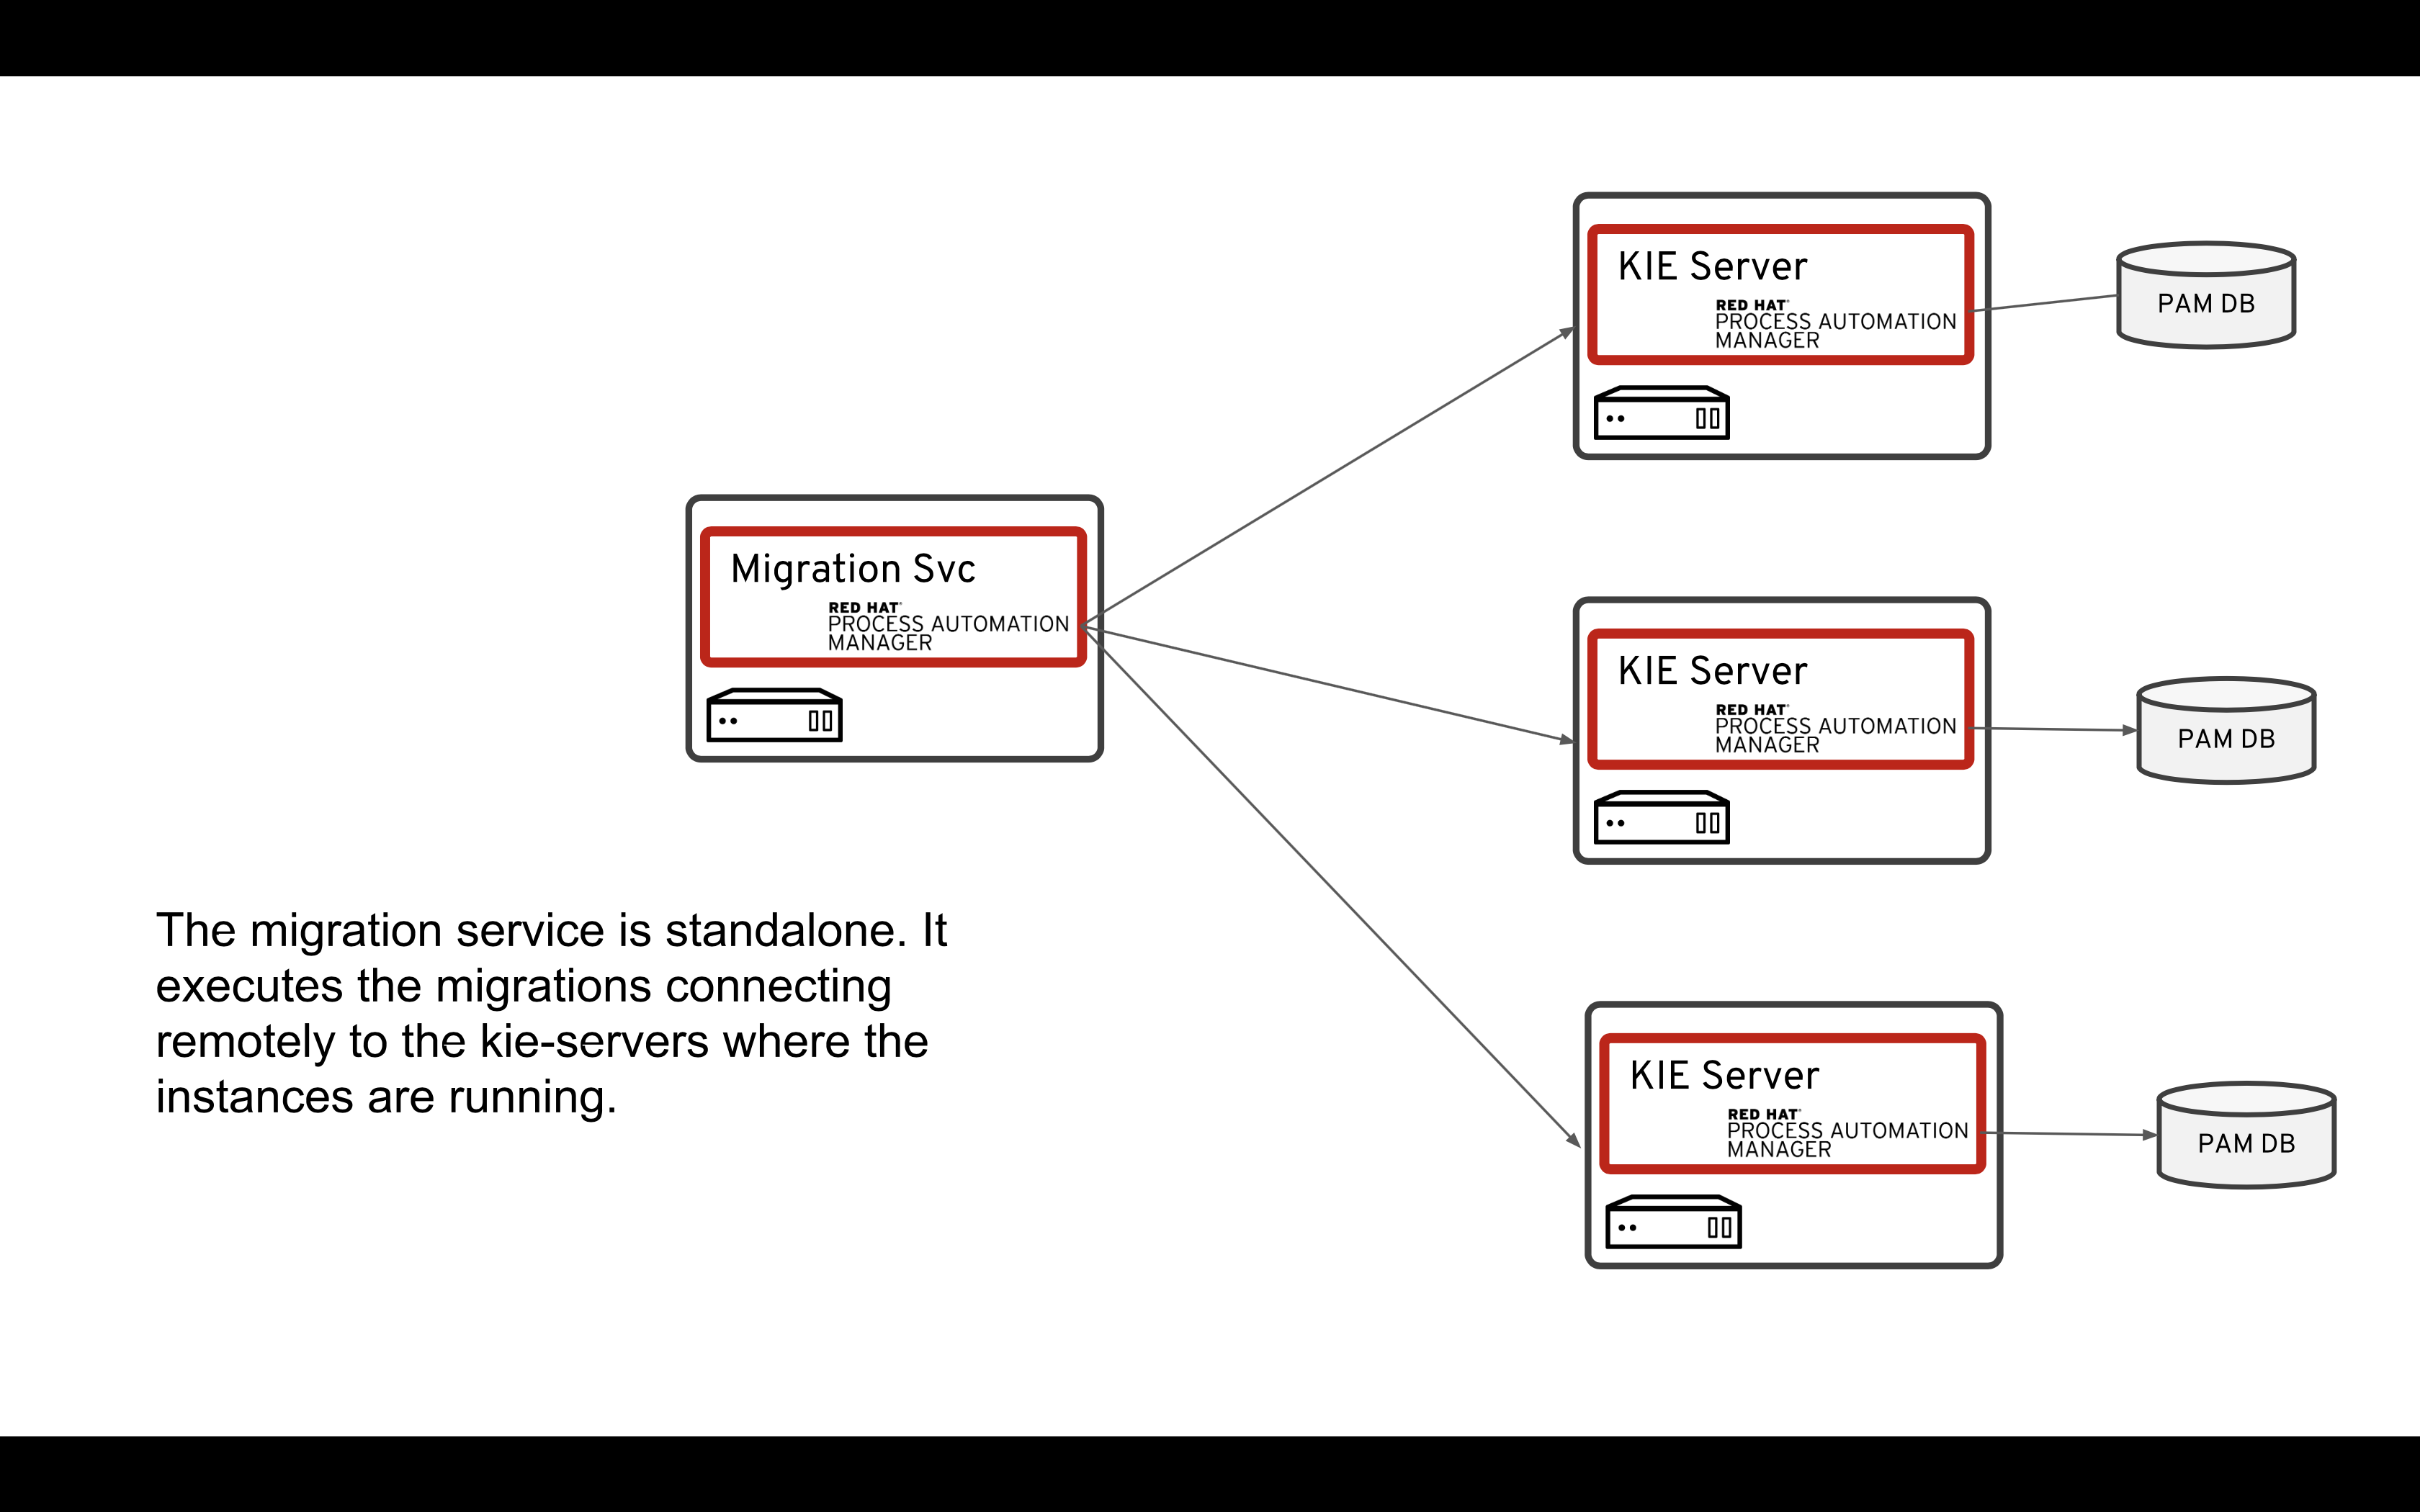 KIE Server
RED HAT®
PROCESS AUTOMATION
MANAGER
PAM DB
Migration Svc
RED HAT®
PROCESS AUTOMATION
MANAGER
KIE Server
RED HAT®
PROCESS AUTOMATION
MANAGER
PAM DB
The migration service is standalone. It
executes the migrations connecting
remotely to the kie-servers where the
instances are running.
KIE Server
RED HAT®
PROCESS AUTOMATION
MANAGER
PAM DB